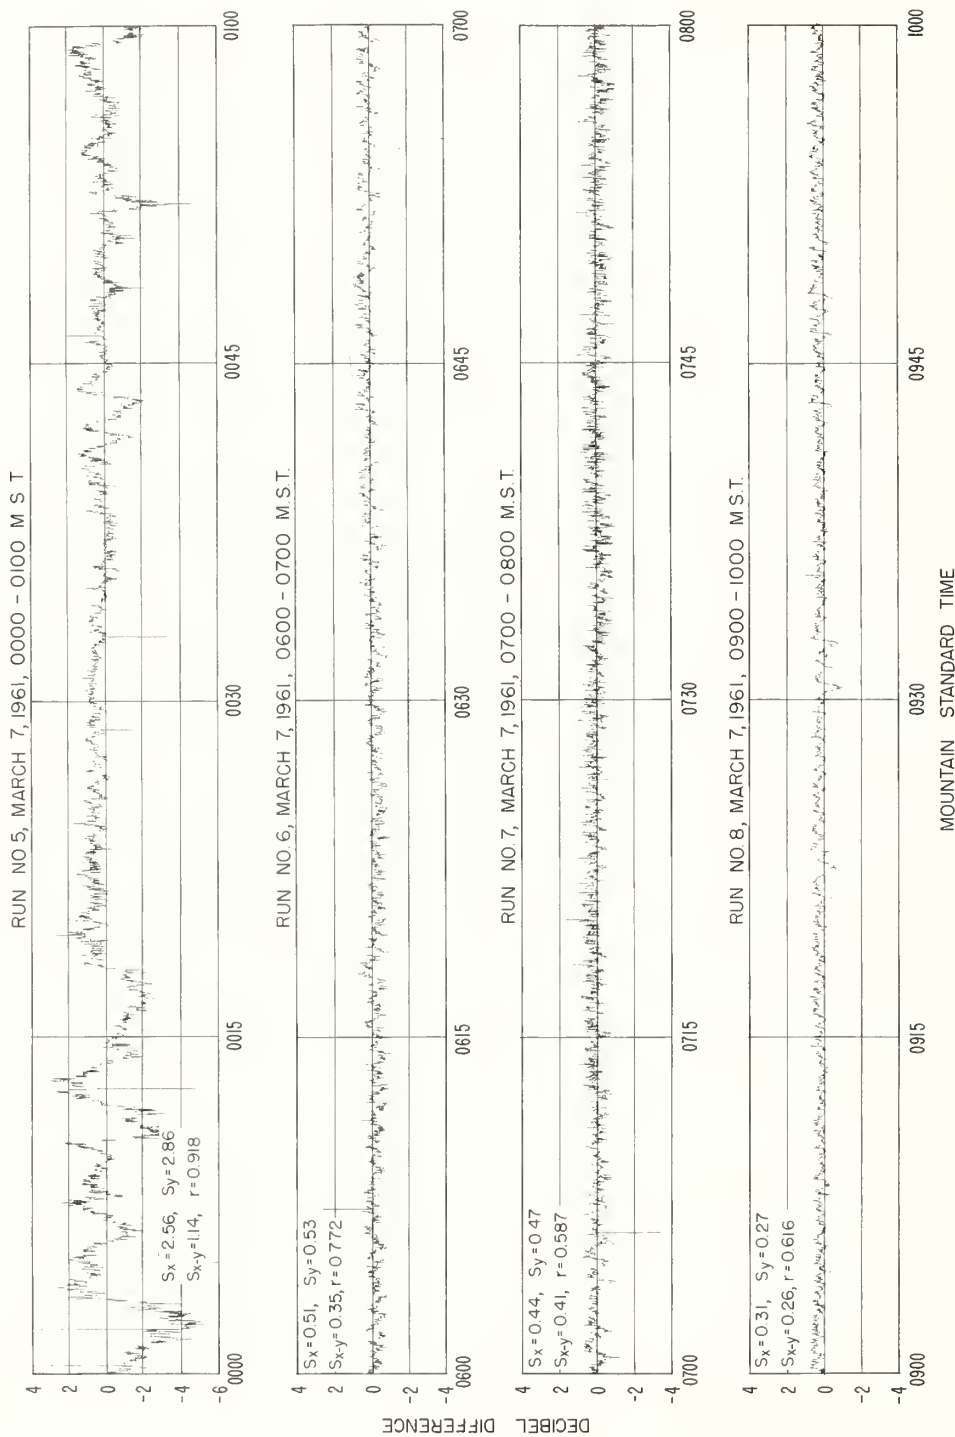 RUN NO 5, MARCH 7, 1961, 0000 - 0100 M S T
4
2
0
-2
-4
-6
Sx = 2.56, Sy = 2.86
Sx-y = 1.14, r = 0.918
0000
0015
0030
0045
0100
RUN NO. 6, MARCH 7, 1961, 0600 - 0700 M.S.T.
4
2
0
-2
-4
Sx = 0.51, Sy = 0.53
Sx-y = 0.35, r = 0.772
0600
0615
0630
0645
0700
RUN NO. 7, MARCH 7, 1961, 0700 - 0800 M.S.T.
4
2
0
-2
-4
Sx = 0.44, Sy = 0 47
Sx-y = 0.41, r = 0.587
0700
0715
0730
0745
0800
RUN NO. 8, MARCH 7, 1961, 0900 - 1000 M S.T.
4
2
0
-2
-4
Sx = 0.31, Sy = 0.27
Sx-y = 0.26, r = 0.616
0900
0915
0930
0945
1000
DECIBEL DIFFERENCE
MOUNTAIN STANDARD TIME